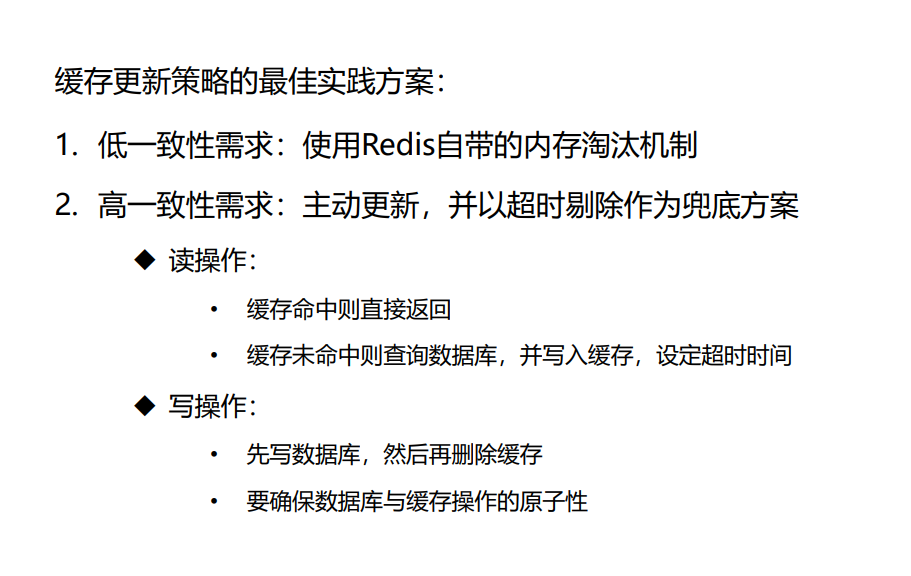 缓存更新策略的最佳实践方案：
1. 低一致性需求：使用Redis自带的内存淘汰机制
2. 高一致性需求：主动更新，并以超时剔除作为兜底方案
◆ 读操作：
• 缓存命中则直接返回
• 缓存未命中则查询数据库，并写入缓存，设定超时时间
◆ 写操作：
• 先写数据库，然后再删除缓存
• 要确保数据库与缓存操作的原子性